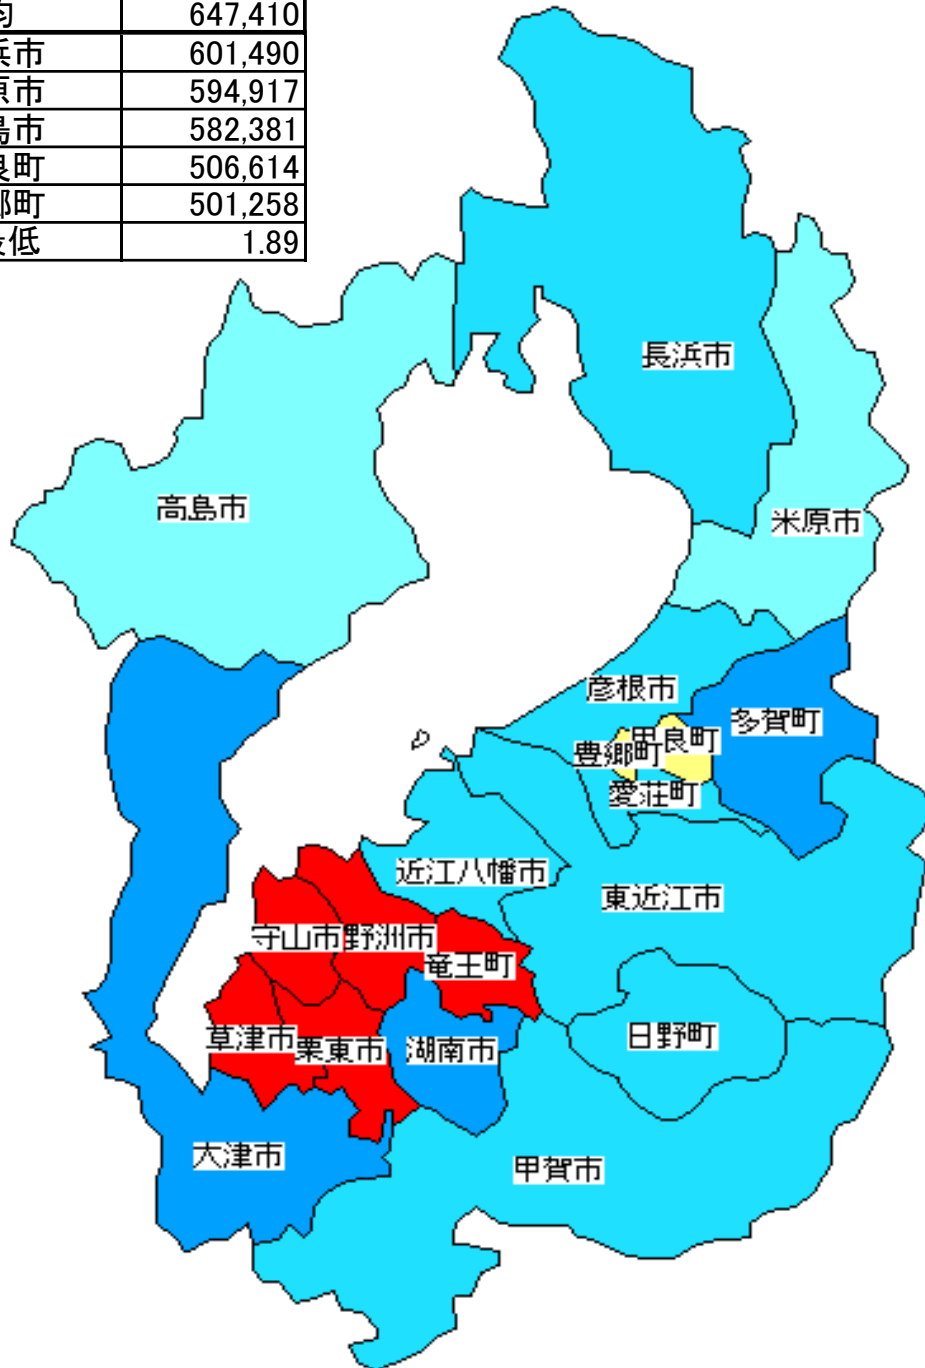 均 647,410
浜市 601,490
原市 594,917
島市 582,381
良町 506,614
郷町 501,258
最低 1.89
長浜市
高島市
米原市
彦根市
多賀町
甲良町
豊郷町
愛荘町
近江八幡市
東近江市
守山市
野洲市
竜王町
草津市
栗東市
湖南市
日野町
大津市
甲賀市